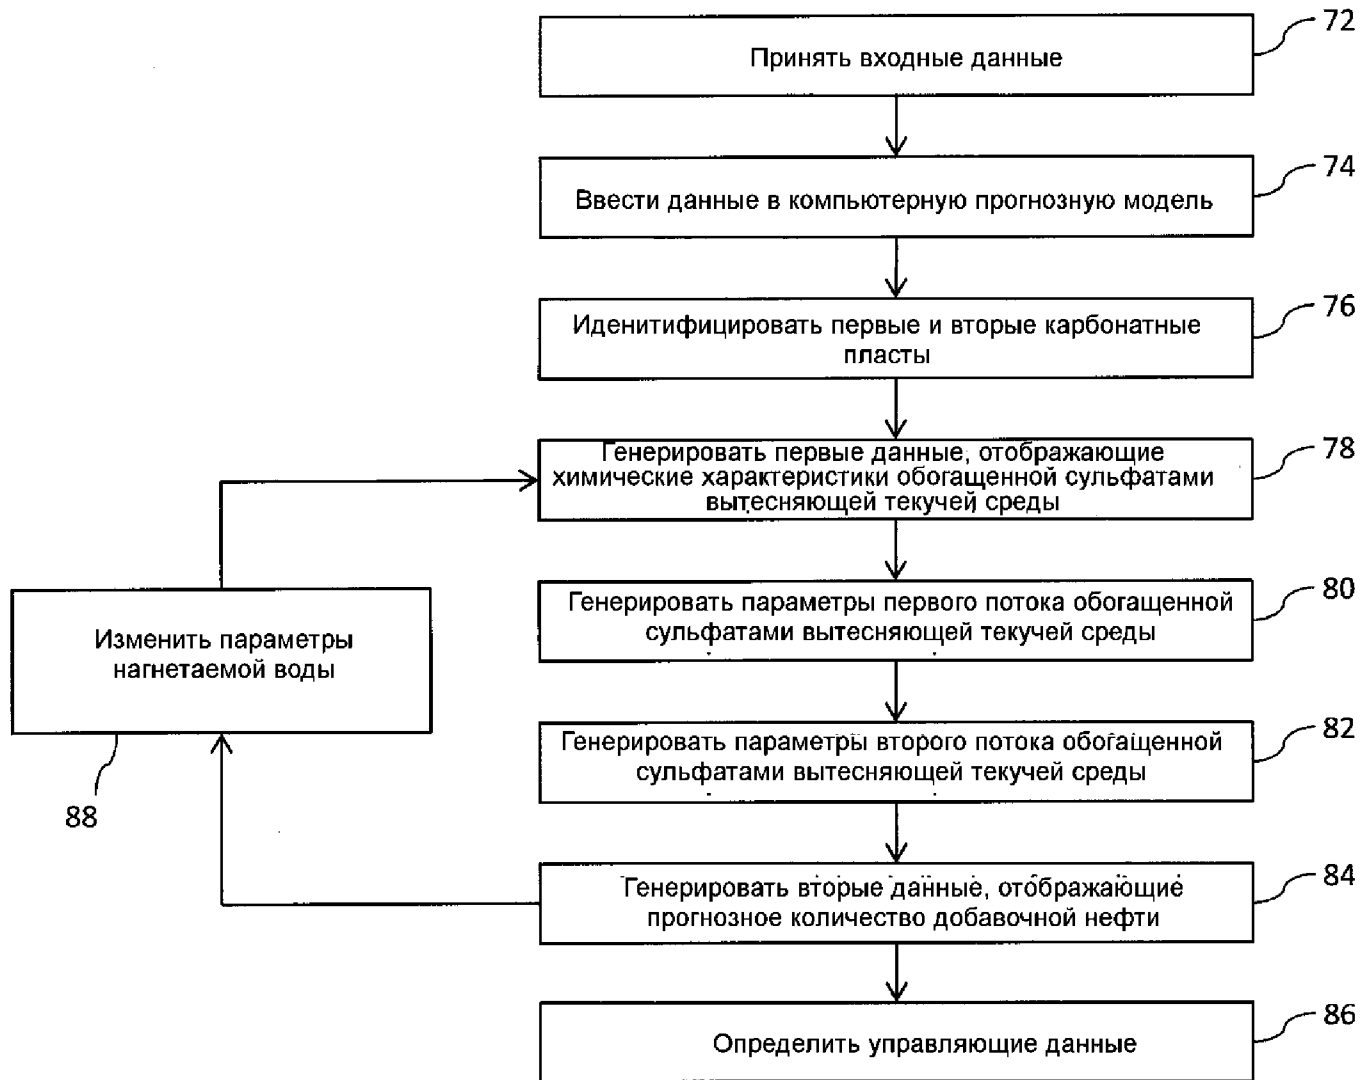 Принять входные данные
72
Ввести данные в компьютерную прогнозную модель
74
Иденитифицировать первые и вторые карбонатные
пласты
76
Генерировать первые данные, отображающие
химические характеристики обогащенной сульфатами
вытесняющей текучей среды
78
Генерировать параметры первого потока обогащенной
сульфатами вытесняющей текучей среды
80
Изменить параметры
нагнетаемой воды
88
Генерировать параметры второго потока обогащенной
сульфатами вытесняющей текучей среды
82
Генерировать вторые данные, отображающие
прогнозное количество добавочной нефти
84
Определить управляющие данные
86